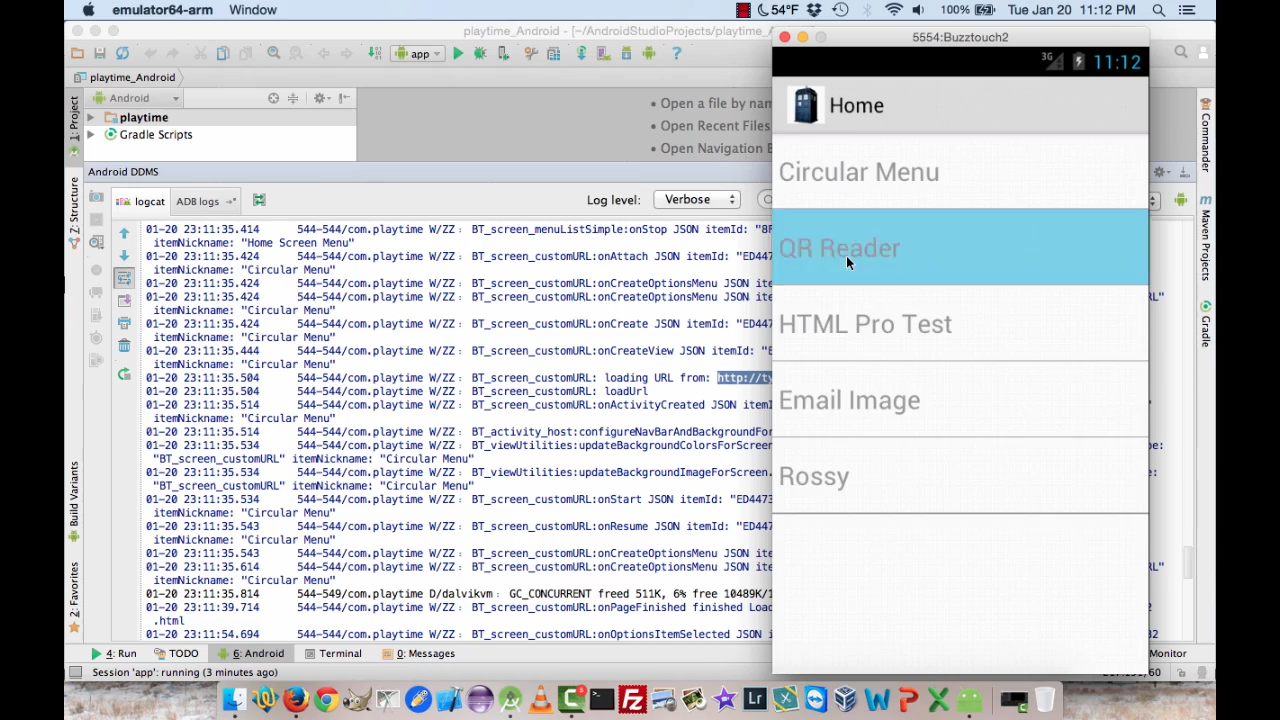 emulator64-arm Window 54°F 100% Tue Jan 20 11:12 PM
playtime_Android - [~/AndroidStudioProjects/playtime_
5554:Buzztouch2
app
playtime_Android
3G 11:12
Android
playtime
Gradle Scripts
• Open a file by nam
• Open Recent Files
• Open Navigation B
Home
1: Project
Z: Structure
Build Variants
2: Favorites
Commander
Maven Projects
Gradle
Android DDMS
logcat ADB logs Log level: Verbose
Circular Menu
QR Reader
HTML Pro Test
Email Image
Rossy
01-20 23:11:35.414 544-544/com.playtime W/ZZ﹕ BT_screen_menuListSimple:onStop JSON itemId: "8F
itemNickname: "Home Screen Menu"
01-20 23:11:35.424 544-544/com.playtime W/ZZ﹕ BT_screen_customURL:onAttach JSON itemId: "ED4473
itemNickname: "Circular Menu"
01-20 23:11:35.424 544-544/com.playtime W/ZZ﹕ BT_screen_customURL:onCreateOptionsMenu JSON iten
itemNickname: "Circular Menu"
01-20 23:11:35.424 544-544/com.playtime W/ZZ﹕ BT_screen_customURL:onCreate JSON itemId: "ED4473
itemNickname: "Circular Menu"
01-20 23:11:35.444 544-544/com.playtime W/ZZ﹕ BT_screen_customURL:onCreateView JSON itemId: "E
itemNickname: "Circular Menu"
01-20 23:11:35.504 544-544/com.playtime W/ZZ﹕ BT_screen_customURL: loading URL from: http://ty
01-20 23:11:35.504 544-544/com.playtime W/ZZ﹕ BT_screen_customURL: loadUrl
01-20 23:11:35.514 544-544/com.playtime W/ZZ﹕ BT_screen_customURL:onActivityCreated JSON itemI
itemNickname: "Circular Menu"
01-20 23:11:35.514 544-544/com.playtime W/ZZ﹕ BT_activity_host:configureNavBarAndBackgroundFor
01-20 23:11:35.534 544-544/com.playtime W/ZZ﹕ BT_viewUtilities:updateBackgroundColorsForScreen
"BT_screen_customURL" itemNickname: "Circular Menu"
01-20 23:11:35.534 544-544/com.playtime W/ZZ﹕ BT_viewUtilities:updateBackgroundImageForScreen.
"BT_screen_customURL" itemNickname: "Circular Menu"
01-20 23:11:35.534 544-544/com.playtime W/ZZ﹕ BT_screen_customURL:onStart JSON itemId: "ED4473
itemNickname: "Circular Menu"
01-20 23:11:35.543 544-544/com.playtime W/ZZ﹕ BT_screen_customURL:onResume JSON itemId: "ED447
itemNickname: "Circular Menu"
01-20 23:11:35.543 544-544/com.playtime W/ZZ﹕ BT_screen_customURL:onCreateOptionsMenu JSON ite
01-20 23:11:35.614 544-544/com.playtime W/ZZ﹕ BT_screen_customURL:onCreateOptionsMenu JSON ite
itemNickname: "Circular Menu"
01-20 23:11:35.814 544-549/com.playtime D/dalvikvm﹕ GC_CONCURRENT freed 511K, 6% free 10489K/1
01-20 23:11:39.714 544-544/com.playtime W/ZZ﹕ BT_screen_customURL:onPageFinished finished Load
.html
01-20 23:11:54.694 544-544/com.playtime W/ZZ﹕ BT_screen_customURL:onOptionsItemSelected JSON i
4: Run TODO 6: Android Terminal 0: Messages Monitor
Session 'app': running (3 minutes ago)